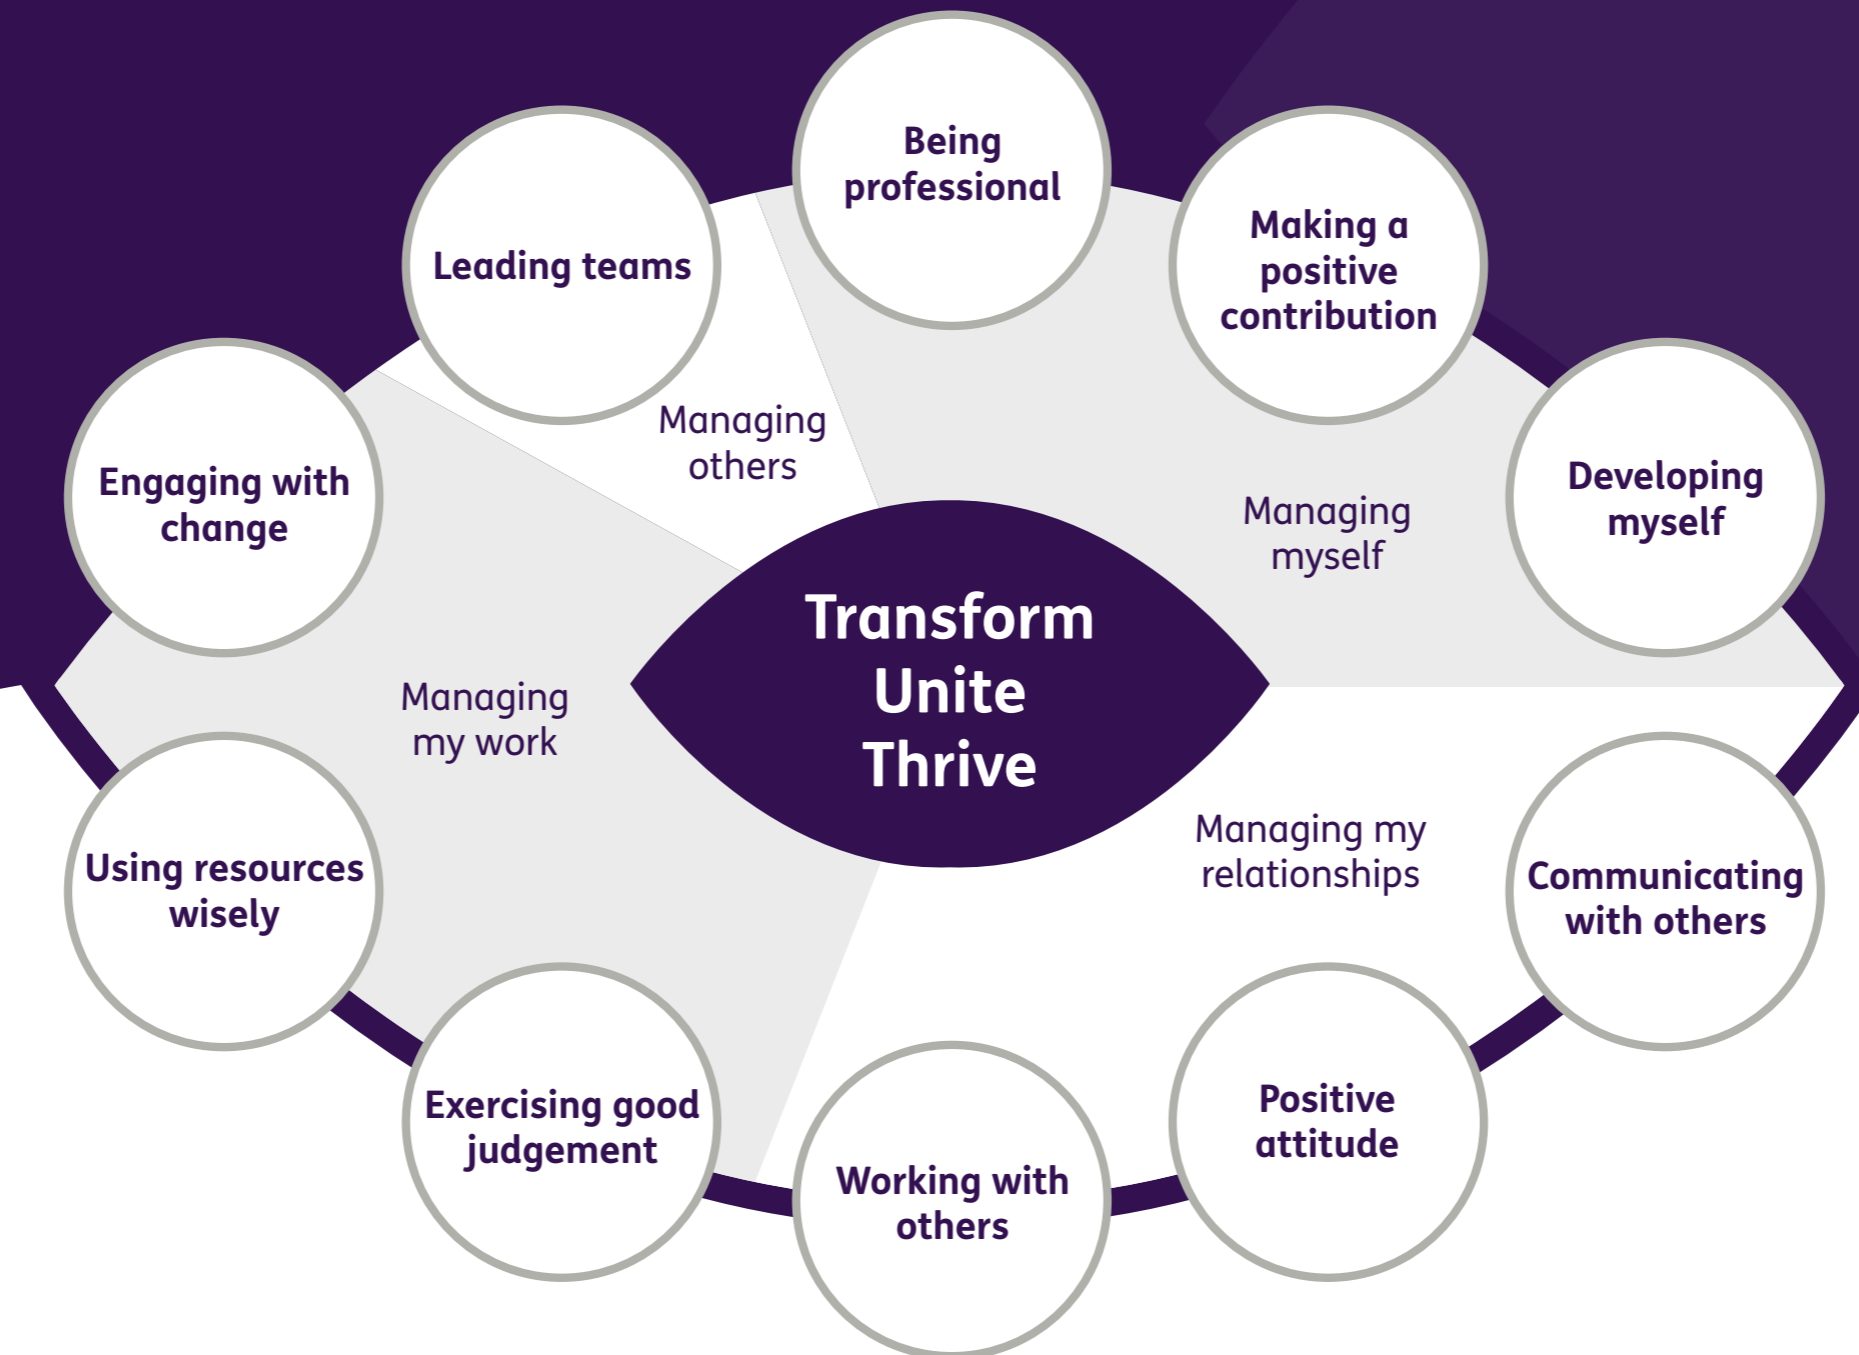 Being
professional
Leading teams
Making a
positive
contribution
Managing
others
Engaging with
change
Developing
myself
Managing
myself
Transform
Unite
Thrive
Managing
my work
Managing my
relationships
Using resources
wisely
Communicating
with others
Exercising good
judgement
Positive
attitude
Working with
others